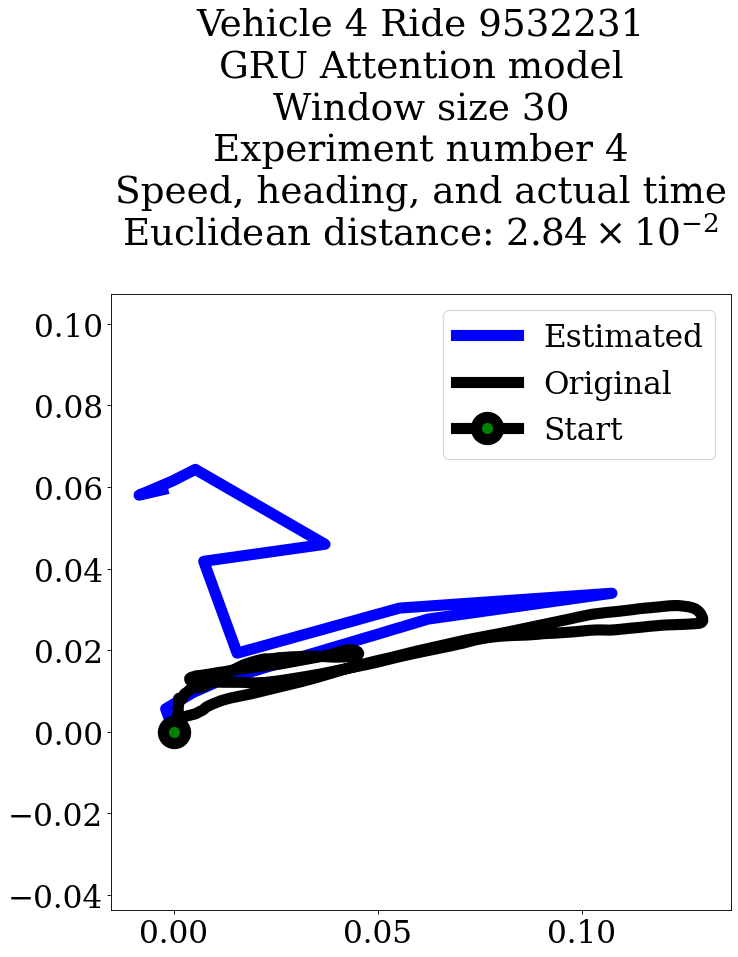 Vehicle 4 Ride 9532231
GRU Attention model
Window size 30
Experiment number 4
Speed, heading, and actual time
Euclidean distance: 2.84 × 10⁻²
Estimated
Original
Start
0.10
0.08
0.06
0.04
0.02
0.00
−0.02
−0.04
0.00 0.05 0.10